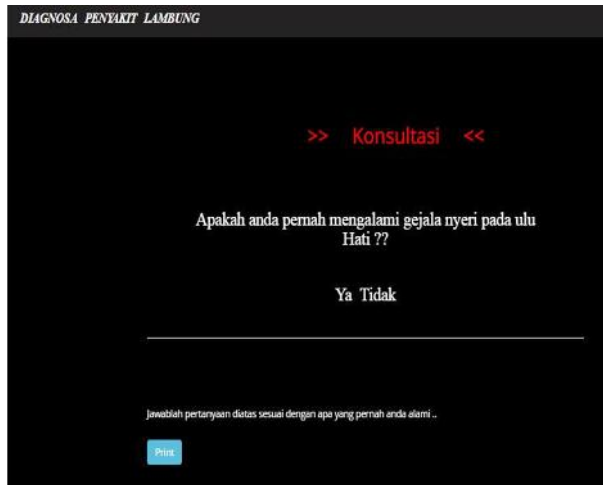 DIAGNOSA PENYAKIT LAMBUNG
>> Konsultasi <<
Apakah anda pernah mengalami gejala nyeri pada ulu
Hati ??
Ya Tidak
Jawablah pertanyaan diatas sesuai dengan apa yang pernah anda alami ..
Print